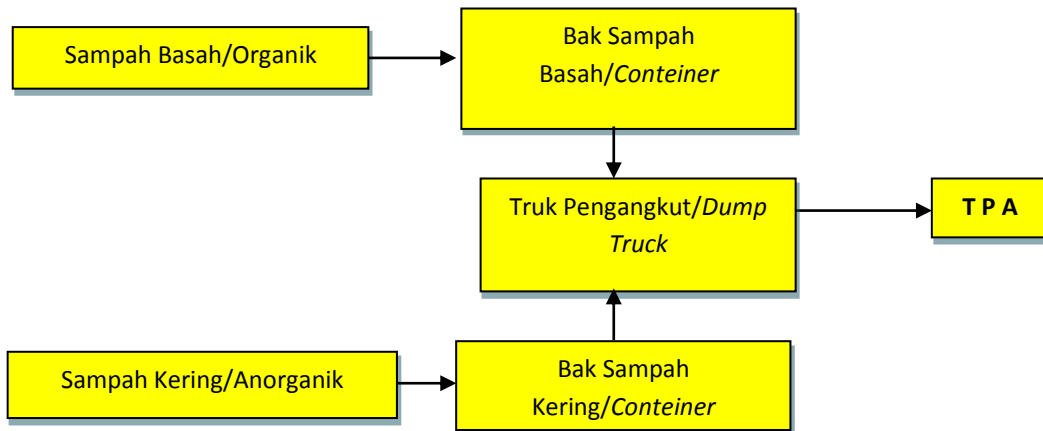 Sampah Basah/Organik
Bak Sampah
Basah/Conteiner
Truk Pengangkut/Dump
Truck
T P A
Sampah Kering/Anorganik
Bak Sampah
Kering/Conteiner